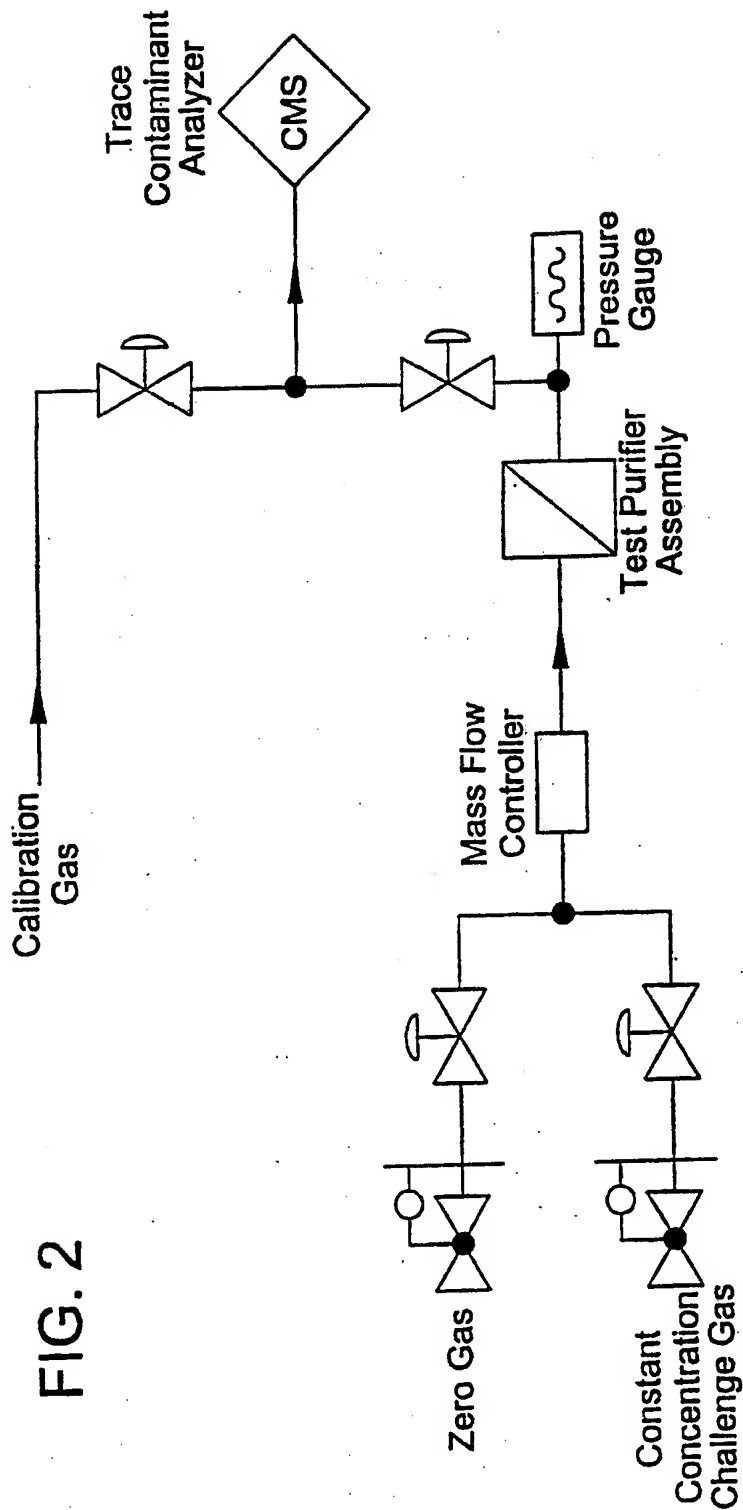 FIG. 2
Calibration
Gas
Trace
Contaminant
Analyzer
CMS
Zero Gas
Constant
Concentration
Challenge Gas
Mass Flow
Controller
Test Purifier
Assembly
Pressure
Gauge